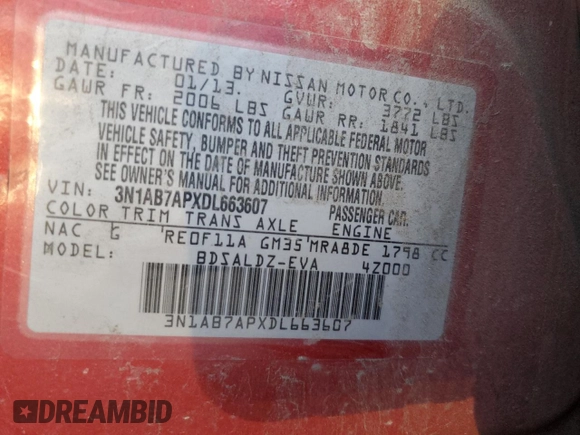 MANUFACTURED BY NISSAN MOTOR CO., LTD.
DATE: 01/13. GVWR: 3772 LBS
GAWR FR: 2006 LBS GAWR RR: 1841 LBS
THIS VEHICLE CONFORMS TO ALL APPLICABLE FEDERAL MOTOR
VEHICLE SAFETY, BUMPER AND THEFT PREVENTION STANDARDS
IN EFFECT ON THE DATE OF MANUFACTURE SHOWN ABOVE.
SEE OWNER'S MANUAL FOR ADDITIONAL INFORMATION.
VIN: 3N1AB7APXDL663607 PASSENGER CAR.
COLOR TRIM TRANS AXLE ENGINE
NAC G RE0F11A GM35 MRA8DE 1798 CC
MODEL: BDSALDZ-EVA 4Z000
3N1AB7APXDL663607
DREAMBID